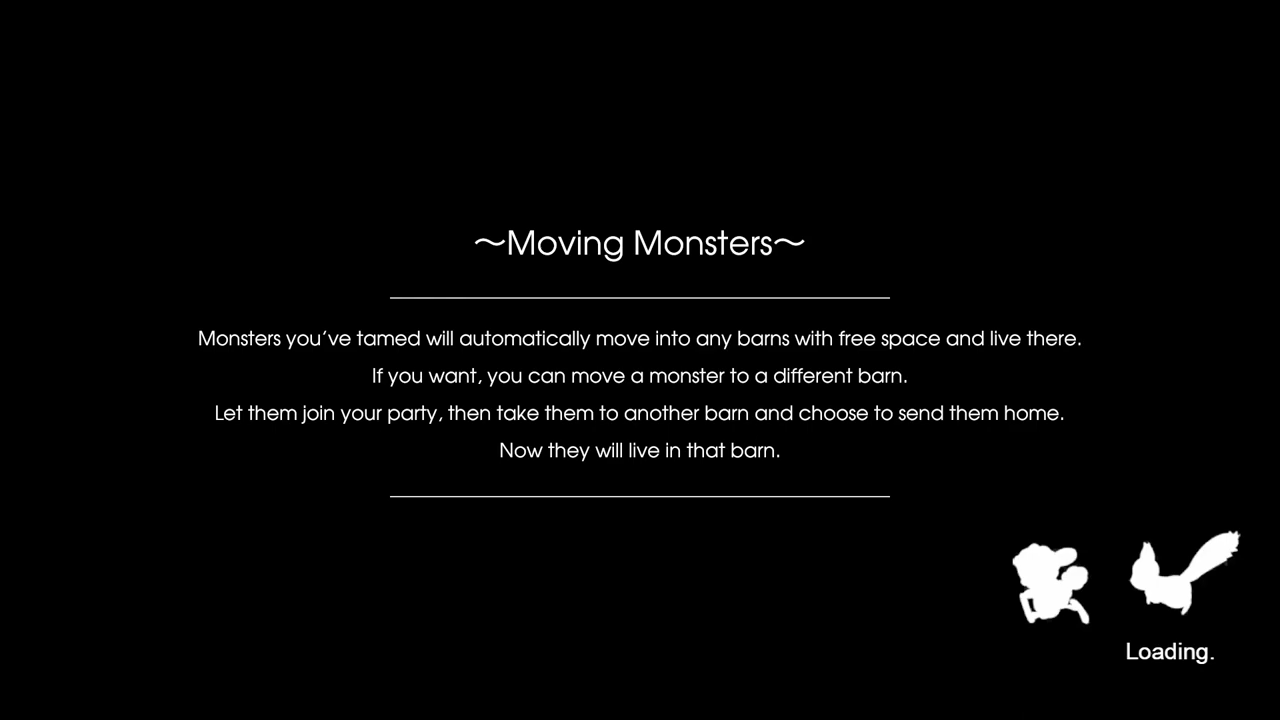 ～Moving Monsters～
Monsters you’ve tamed will automatically move into any barns with free space and live there.
If you want, you can move a monster to a different barn.
Let them join your party, then take them to another barn and choose to send them home.
Now they will live in that barn.
Loading.